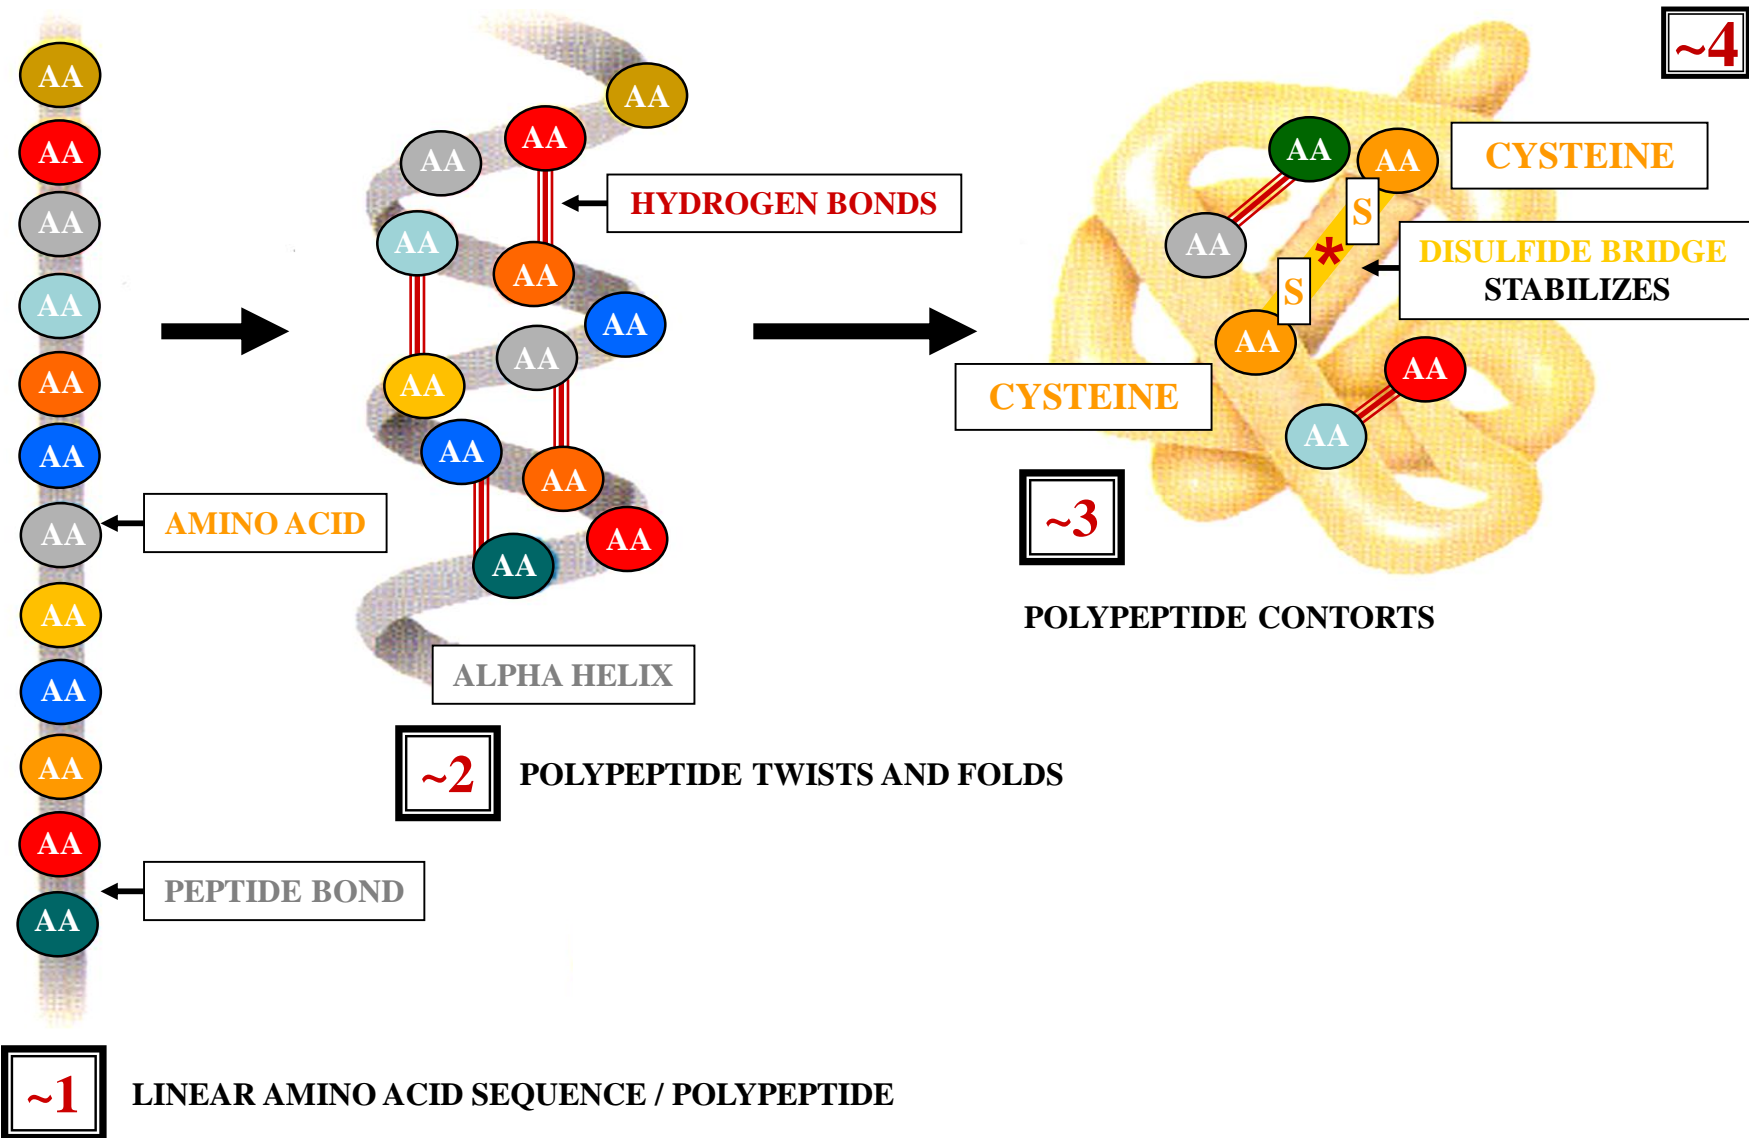 AA
AA
AA
AA
AA
AA
AA
AA
AA
AA
AA
AA
AMINO ACID
PEPTIDE BOND
~1
LINEAR AMINO ACID SEQUENCE / POLYPEPTIDE
AA
AA
AA
AA
AA
AA
AA
AA
AA
AA
AA
AA
HYDROGEN BONDS
ALPHA HELIX
~2
POLYPEPTIDE TWISTS AND FOLDS
~4
AA
AA
CYSTEINE
S
AA
*
DISULFIDE BRIDGE
STABILIZES
S
AA
AA
CYSTEINE
AA
~3
POLYPEPTIDE CONTORTS